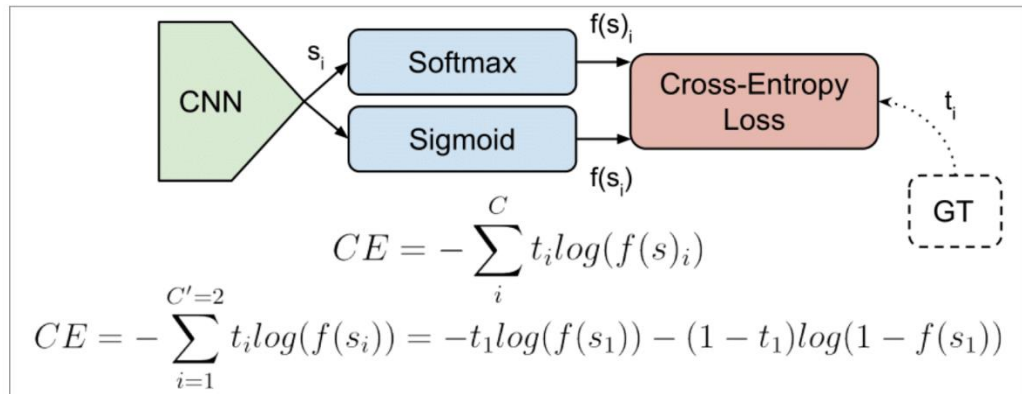 CNN
s_i
Softmax
Sigmoid
f(s)_i
f(s_i)
Cross-Entropy
Loss
t_i
GT
CE = -\sum_{i}^{C} t_i log(f(s)_i)
CE = -\sum_{i=1}^{C'=2} t_i log(f(s_i)) = -t_1 log(f(s_1)) - (1 - t_1) log(1 - f(s_1))